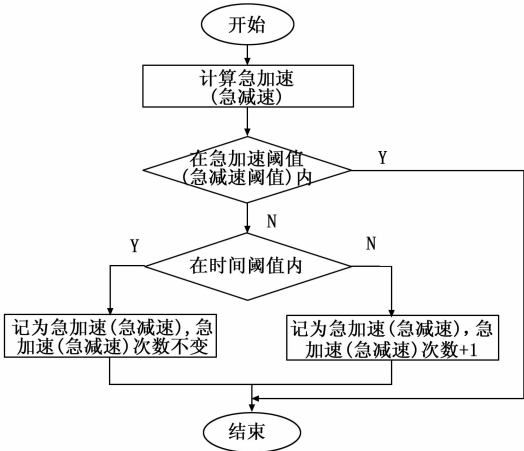 开始
计算急加速
(急减速)
在急加速阈值
(急减速阈值)内
Y
N
Y
N
在时间阈值内
记为急加速(急减速),急
加速(急减速)次数不变
记为急加速(急减速)，急
加速(急减速)次数+1
结束